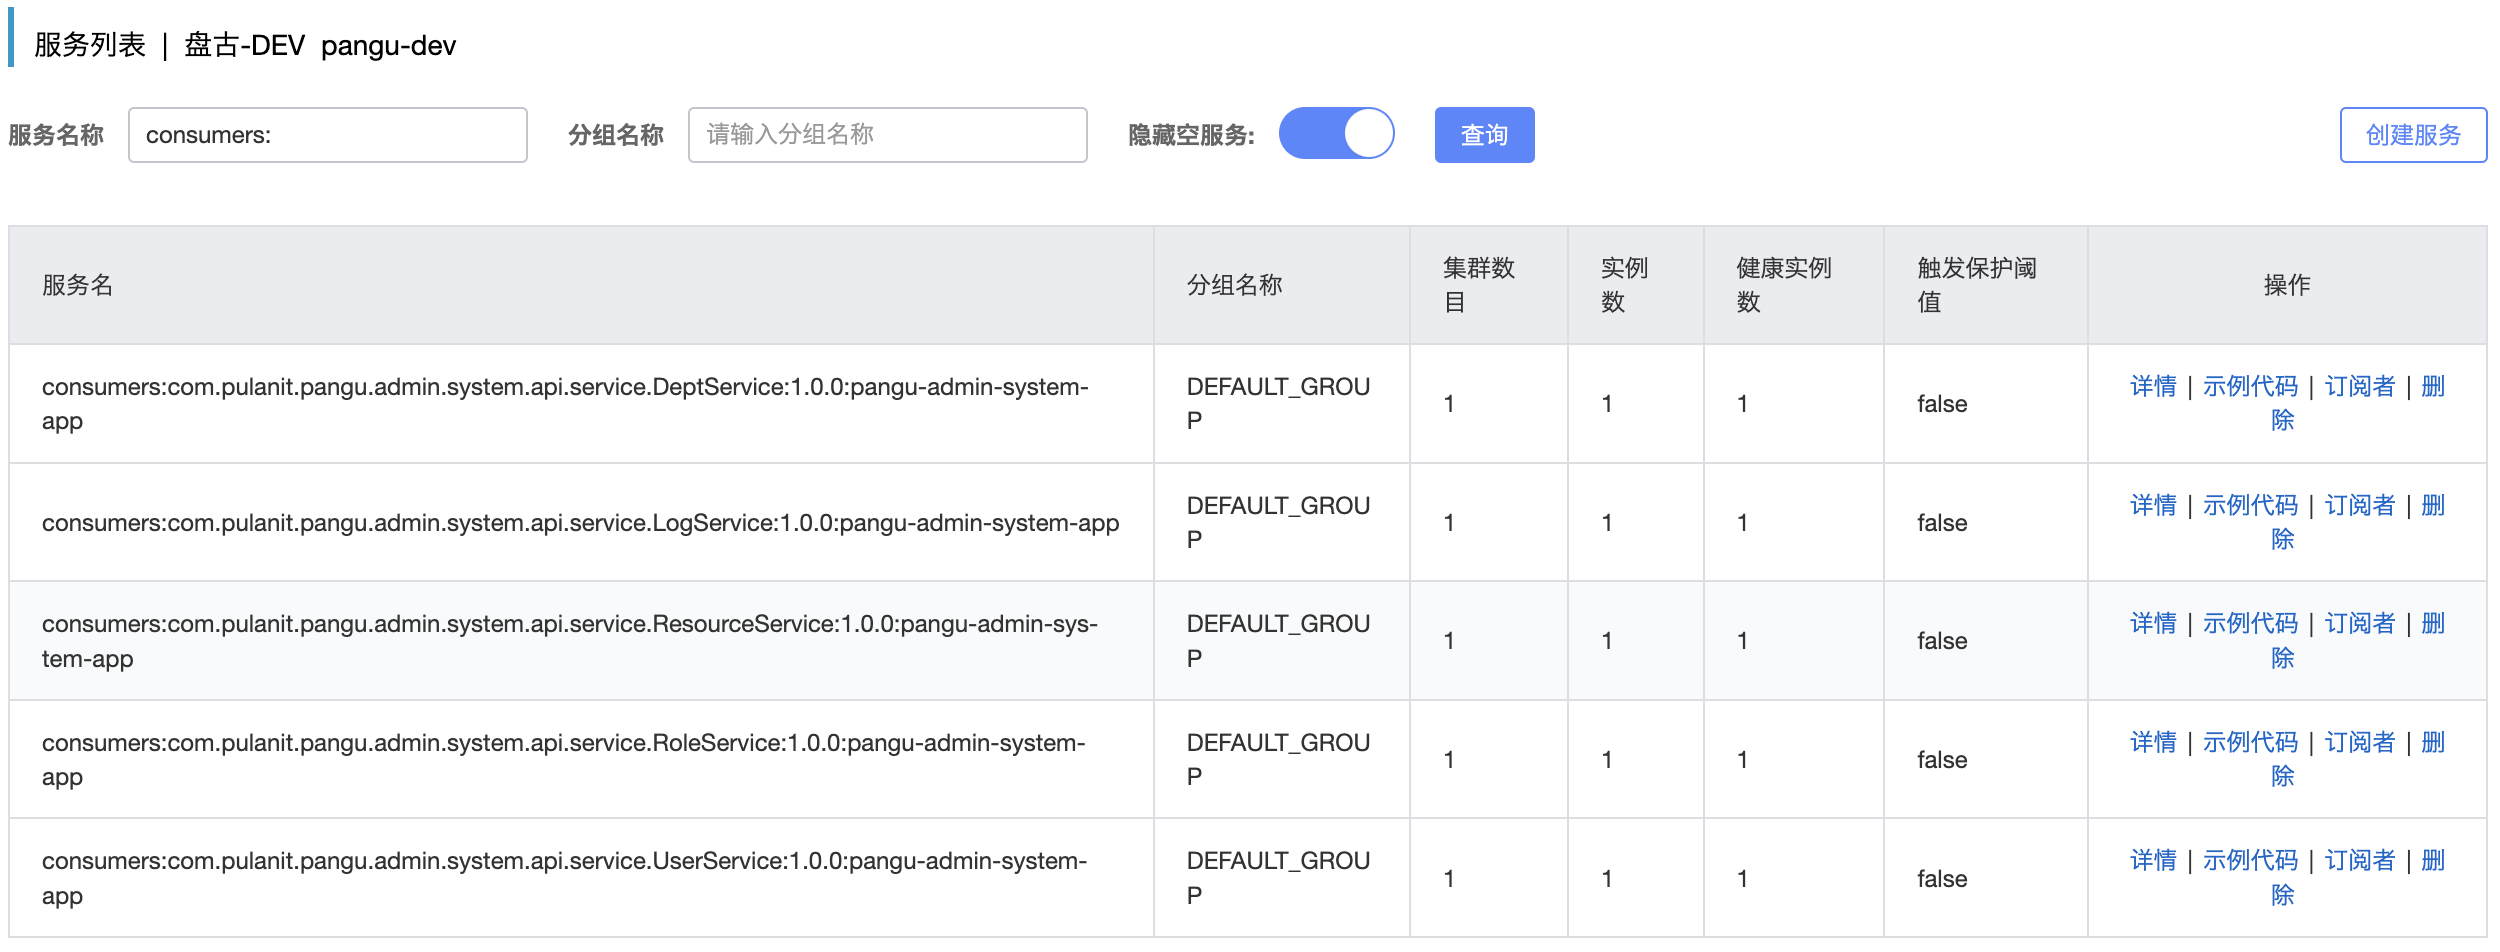 服务列表 | 盘古-DEV pangu-dev
服务名称 consumers: 分组名称 请输入分组名称 隐藏空服务: 查询 创建服务
服务名 分组名称 集群数目 实例数 健康实例数 触发保护阈值 操作
consumers:com.pulanit.pangu.admin.system.api.service.DeptService:1.0.0:pangu-admin-system-app DEFAULT_GROUP 1 1 1 false 详情 | 示例代码 | 订阅者 | 删除
consumers:com.pulanit.pangu.admin.system.api.service.LogService:1.0.0:pangu-admin-system-app DEFAULT_GROUP 1 1 1 false 详情 | 示例代码 | 订阅者 | 删除
consumers:com.pulanit.pangu.admin.system.api.service.ResourceService:1.0.0:pangu-admin-sys-tem-app DEFAULT_GROUP 1 1 1 false 详情 | 示例代码 | 订阅者 | 删除
consumers:com.pulanit.pangu.admin.system.api.service.RoleService:1.0.0:pangu-admin-system-app DEFAULT_GROUP 1 1 1 false 详情 | 示例代码 | 订阅者 | 删除
consumers:com.pulanit.pangu.admin.system.api.service.UserService:1.0.0:pangu-admin-system-app DEFAULT_GROUP 1 1 1 false 详情 | 示例代码 | 订阅者 | 删除